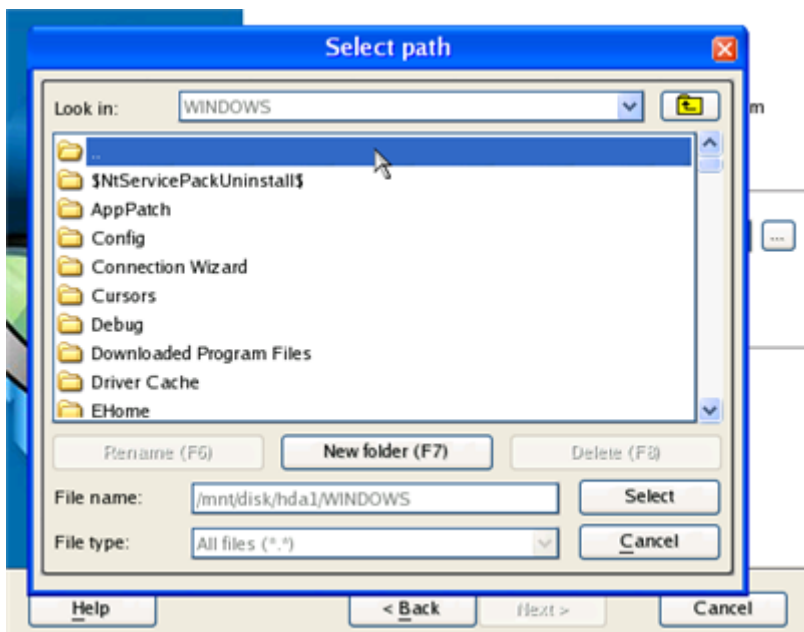 Select path
Look in: WINDOWS
m
..
$NtServicePackUninstall$
AppPatch
Config
Connection Wizard
Cursors
...
Debug
Downloaded Program Files
Driver Cache
EHome
Rename (F6) New folder (F7) Delete (F8)
File name: /mnt/disk/hda1/WINDOWS Select
File type: All files (*.*) Cancel
Help < Back Next > Cancel